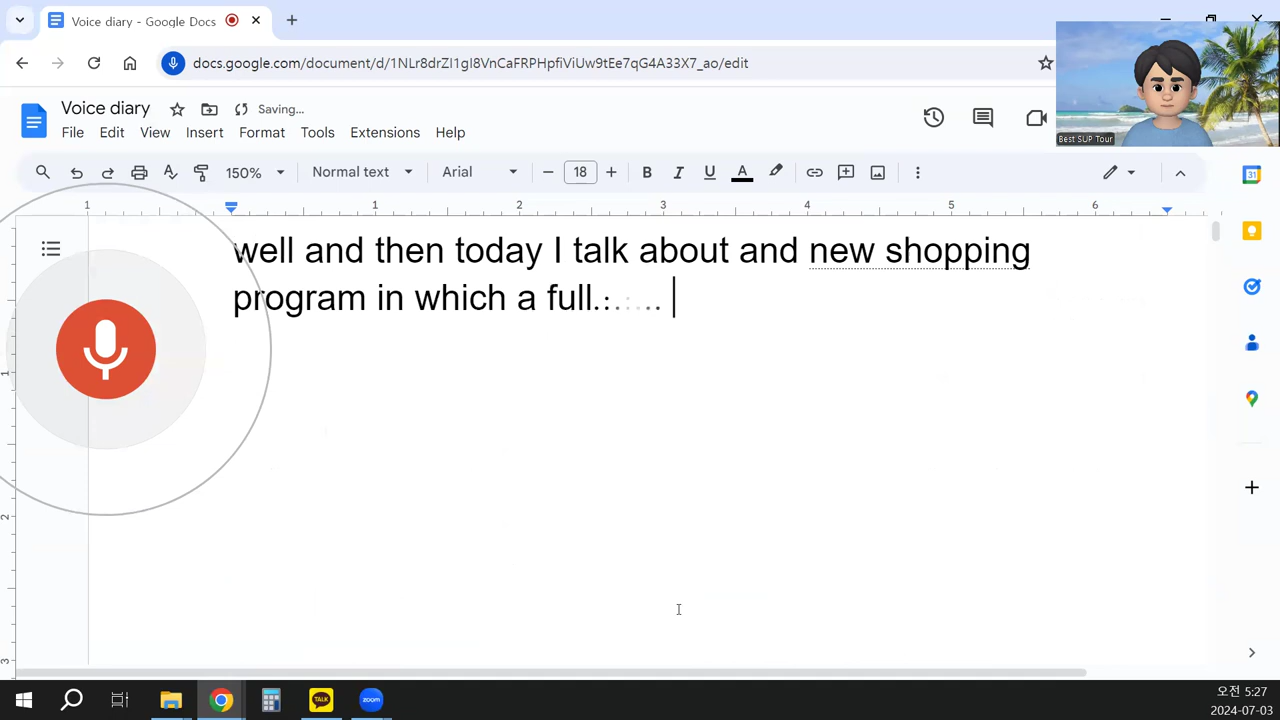 Voice diary - Google Docs
docs.google.com/document/d/1NLr8drZI1gI8VnCaFRPHpfiViUw9tEe7qG4A33X7_ao/edit
Voice diary
Saving...
File Edit View Insert Format Tools Extensions Help
150% Normal text Arial 18 B I U A
1 1 2 3 4 5 6
well and then today I talk about and new shopping
program in which a full.:.:... 
1
2
3
Best SUP Tour
31
TALK
zoom
오전 5:27
2024-07-03